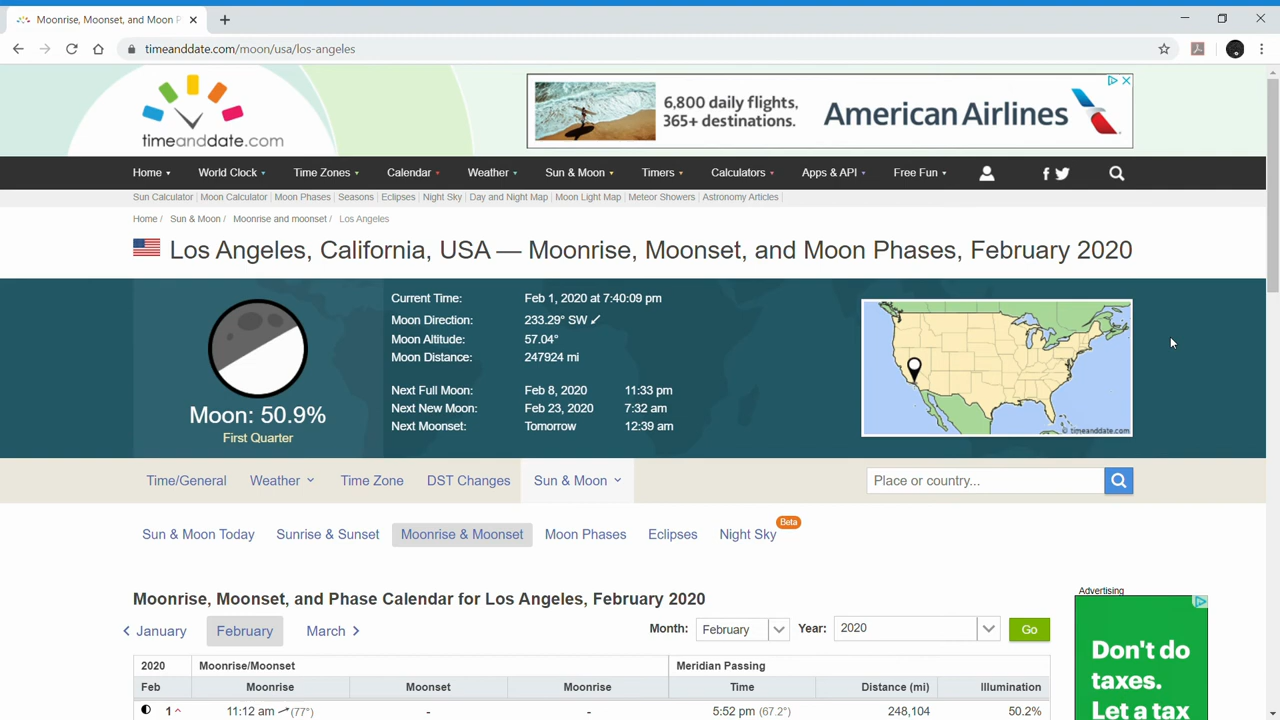 Moonrise, Moonset, and Moon P
timeanddate.com/moon/usa/los-angeles
timeanddate.com
6,800 daily flights,
365+ destinations.
American Airlines
Home World Clock Time Zones Calendar Weather Sun & Moon Timers Calculators Apps & API Free Fun
Sun Calculator Moon Calculator Moon Phases Seasons Eclipses Night Sky Day and Night Map Moon Light Map Meteor Showers Astronomy Articles
Home / Sun & Moon / Moonrise and moonset / Los Angeles
Los Angeles, California, USA — Moonrise, Moonset, and Moon Phases, February 2020
Current Time: Feb 1, 2020 at 7:40:09 pm
Moon Direction: 233.29° SW ↙
Moon Altitude: 57.04°
Moon Distance: 247924 mi
Next Full Moon: Feb 8, 2020 11:33 pm
Next New Moon: Feb 23, 2020 7:32 am
Next Moonset: Tomorrow 12:39 am
Moon: 50.9%
First Quarter
© timeanddate.com
Time/General Weather Time Zone DST Changes Sun & Moon
Place or country...
Sun & Moon Today Sunrise & Sunset Moonrise & Moonset Moon Phases Eclipses Night Sky Beta
Moonrise, Moonset, and Phase Calendar for Los Angeles, February 2020
January February March
Month: February Year: 2020 Go
2020 Moonrise/Moonset Meridian Passing
Feb Moonrise Moonset Moonrise Time Distance (mi) Illumination
1 11:12 am (77°) - - 5:52 pm (67.2°) 248,104 50.2%
Advertising
Don't do
taxes.
Let a tax